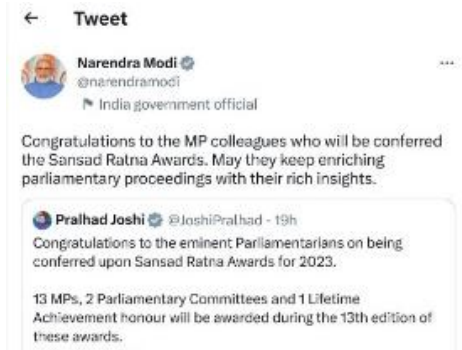 ← Tweet
Narendra Modi
@narendramodi
India government official
Congratulations to the MP colleagues who will be conferred
the Sansad Ratna Awards. May they keep enriching
parliamentary proceedings with their rich insights.
Pralhad Joshi @JoshiPralhad - 19h
Congratulations to the eminent Parliamentarians on being
conferred upon Sansad Ratna Awards for 2023.
13 MPs, 2 Parliamentary Committees and 1 Lifetime
Achievement honour will be awarded during the 13th edition of
these awards.